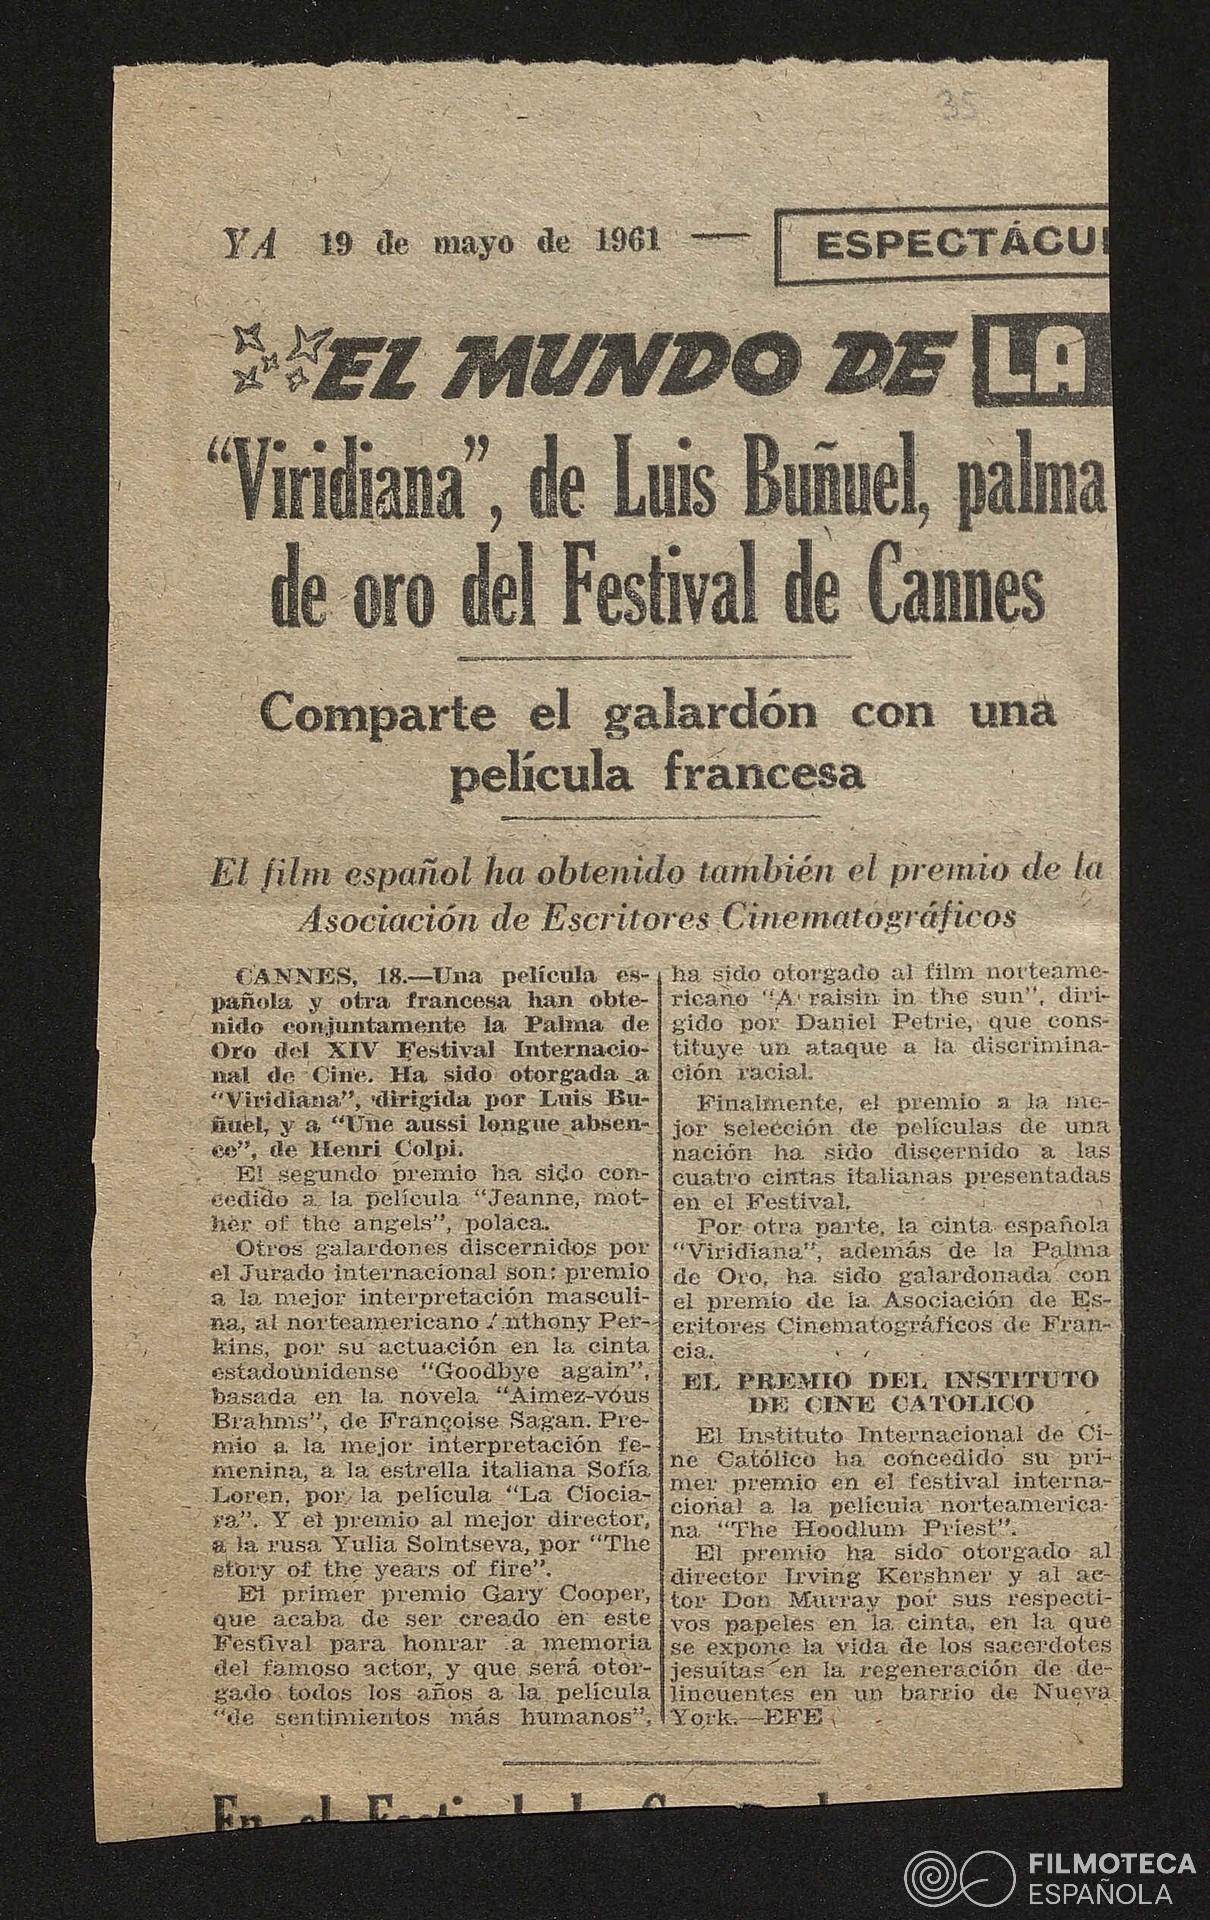 35
YA 19 de mayo de 1961 — ESPECTÁCUL
EL MUNDO DE LA
“Viridiana”, de Luis Buñuel, palma
de oro del Festival de Cannes
Comparte el galardón con una
película francesa
El film español ha obtenido también el premio de la
Asociación de Escritores Cinematográficos
CANNES, 18.—Una película es-
pañola y otra francesa han obte-
nido conjuntamente la Palma de
Oro del XIV Festival Internacio-
nal de Cine. Ha sido otorgada a
“Viridiana”, dirigida por Luis Bu-
ñuel, y a “Une aussi longue absen-
ce”, de Henri Colpi.
El segundo premio ha sido con-
cedido a la película “Jeanne, mot-
her of the angels”, polaca.
Otros galardones discernidos por
el Jurado internacional son: premio
a la mejor interpretación masculi-
na, al norteamericano Anthony Per-
kins, por su actuación en la cinta
estadounidense “Goodbye again”,
basada en la novela “Aimez-vous
Brahms”, de Françoise Sagan. Pre-
mio a la mejor interpretación fe-
menina, a la estrella italiana Sofía
Loren, por la película “La Ciocia-
ra”. Y el premio al mejor director,
a la rusa Yulia Solntseva, por “The
story of the years of fire”.
El primer premio Gary Cooper,
que acaba de ser creado en este
Festival para honrar a memoria
del famoso actor, y que será otor-
gado todos los años a la película
“de sentimientos más humanos”,
ha sido otorgado al film norteame-
ricano “A raisin in the sun”, diri-
gido por Daniel Petrie, que cons-
tituye un ataque a la discrimina-
ción racial.
Finalmente, el premio a la me-
jor selección de películas de una
nación ha sido discernido a las
cuatro cintas italianas presentadas
en el Festival.
Por otra parte, la cinta española
“Viridiana”, además de la Palma
de Oro, ha sido galardonada con
el premio de la Asociación de Es-
critores Cinematográficos de Fran-
cia.
EL PREMIO DEL INSTITUTO
DE CINE CATOLICO
El Instituto Internacional de Ci-
ne Católico ha concedido su pri-
mer premio en el festival interna-
cional a la película norteamerica-
na “The Hoodlum Priest”.
El premio ha sido otorgado al
director Irving Kershner y al ac-
tor Don Murray por sus respecti-
vos papeles en la cinta, en la que
se expone la vida de los sacerdotes
jesuítas en la regeneración de de-
lincuentes en un barrio de Nueva
York.—EFE
En el Festival de
FILMOTECA
ESPAÑOLA